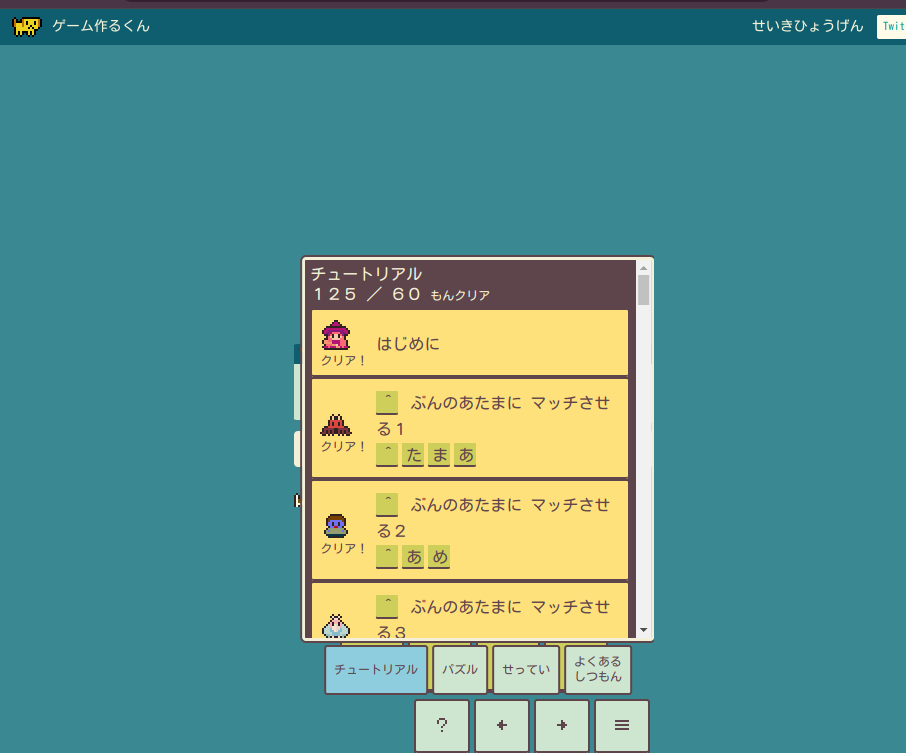 ゲーム作るくん
せいきひょうげん
Twit
チュートリアル
１２５ ／ ６０ もんクリア
はじめに
クリア！
^ ぶんのあたまに マッチさせ
る１
クリア！
^ た ま あ
^ ぶんのあたまに マッチさせ
る２
クリア！
^ あ め
^ ぶんのあたまに マッチさせ
る３
チュートリアル
パズル
せってい
よくある
しつもん
?
← → ≡